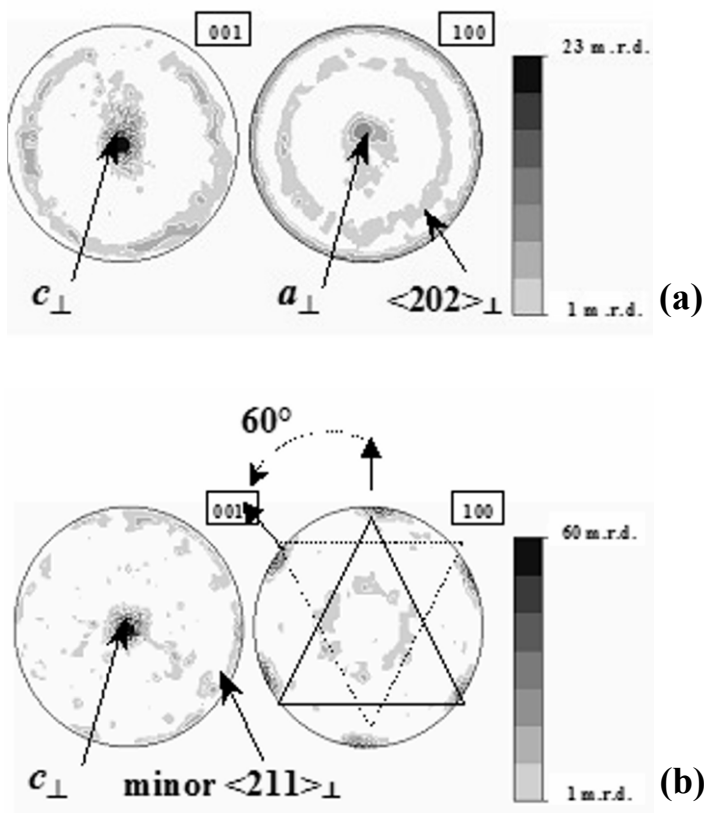 001
100
23 m.r.d.
c⊥
a⊥
<202>⊥
1 m.r.d.
(a)
60°
001
100
60 m.r.d.
c⊥
minor <211>⊥
1 m.r.d.
(b)